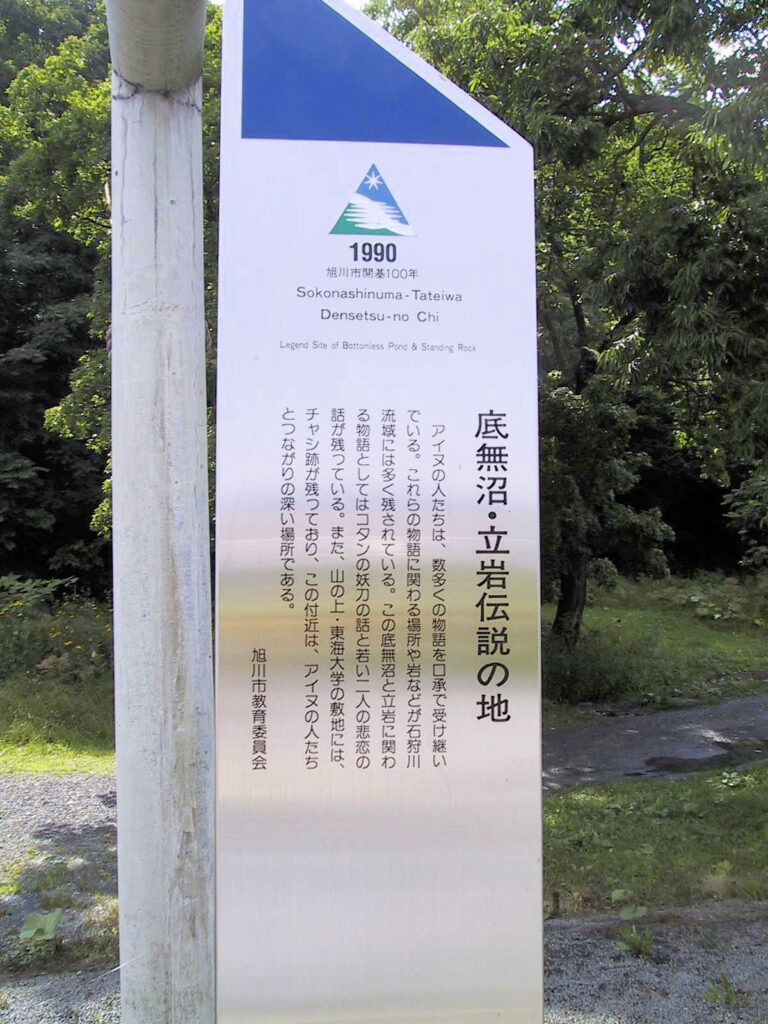 1990
旭川市開基100年
Sokonashinuma-Tateiwa
Densetsu-no Chi
Legend Site of Bottomless Pond & Standing Rock
底無沼・立岩伝説の地
アイヌの人たちは、数多くの物語を口承で受け継い
でいる。これらの物語に関わる場所や岩などが石狩川
流域には多く残されている。この底無沼と立岩に関わ
る物語としてはコタンの妖刀の話と若い二人の悲恋の
話が残っている。また、山の上・東海大学の敷地には、
チャシ跡が残っており、この付近は、アイヌの人たち
とつながりの深い場所である。
旭川市教育委員会